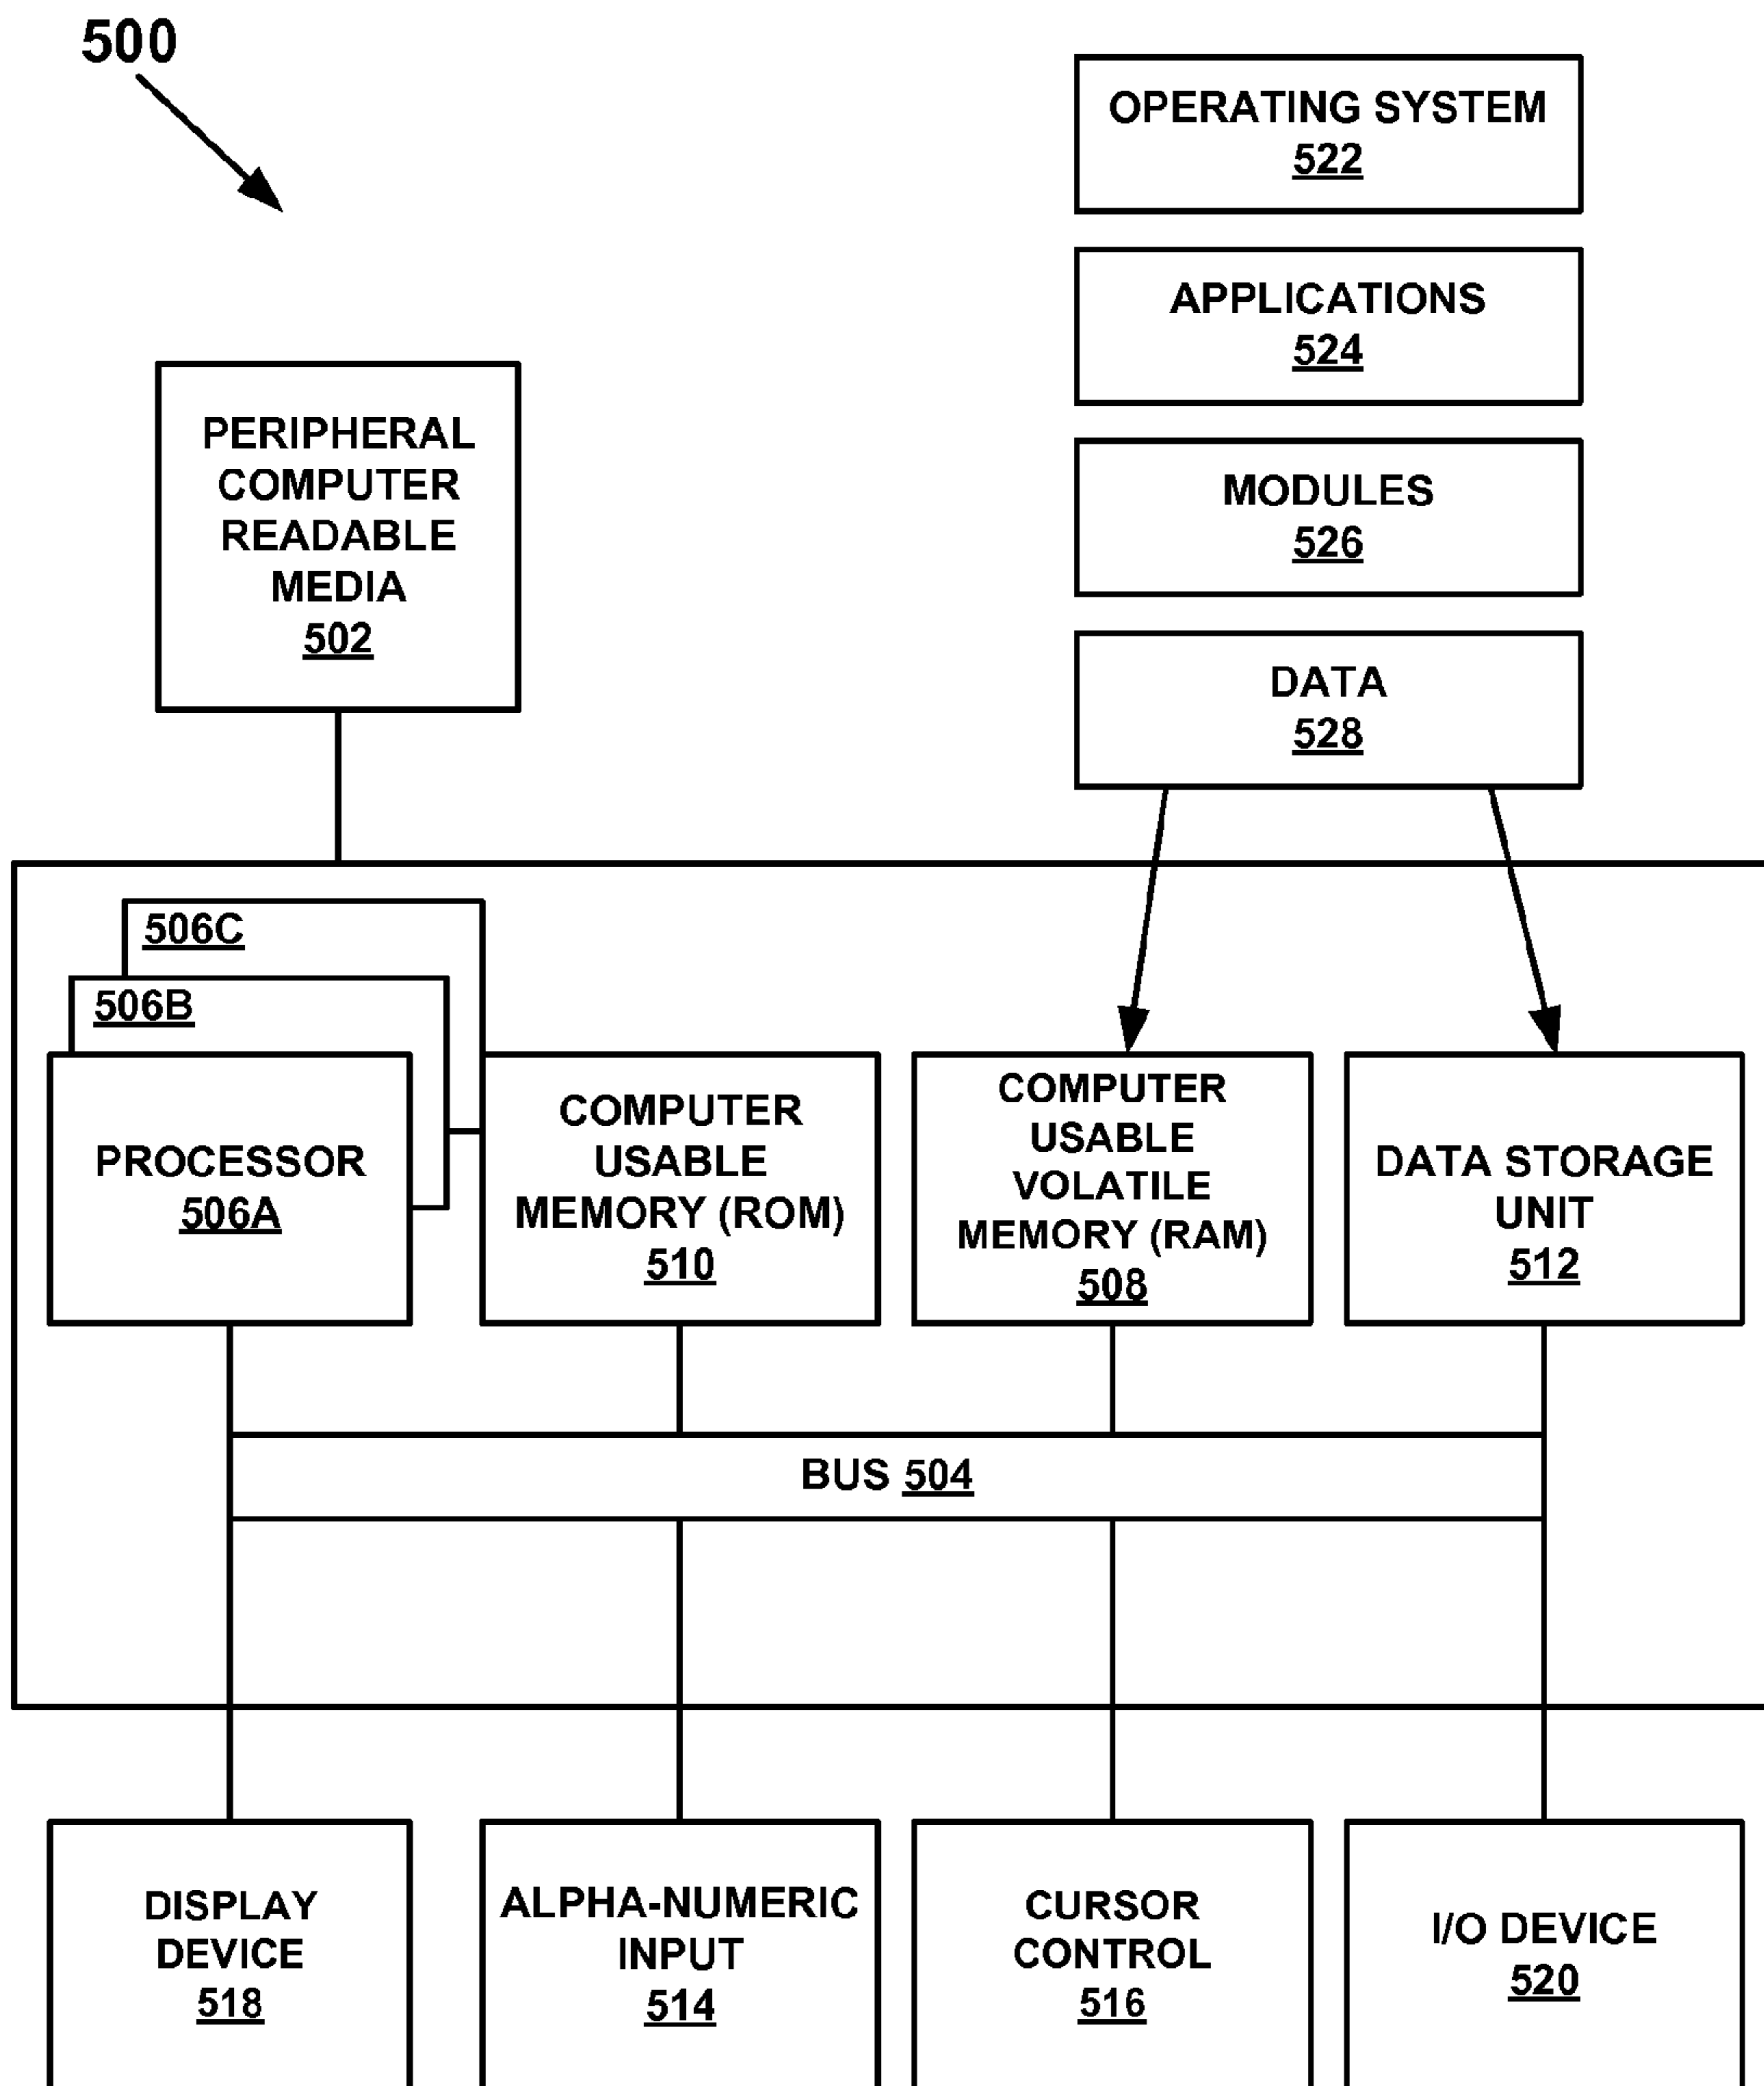 500
OPERATING SYSTEM
522
APPLICATIONS
524
MODULES
526
DATA
528
PERIPHERAL
COMPUTER
READABLE
MEDIA
502
506C
506B
PROCESSOR
506A
COMPUTER
USABLE
MEMORY (ROM)
510
COMPUTER
USABLE
VOLATILE
MEMORY (RAM)
508
DATA STORAGE
UNIT
512
BUS 504
DISPLAY
DEVICE
518
ALPHA-NUMERIC
INPUT
514
CURSOR
CONTROL
516
I/O DEVICE
520